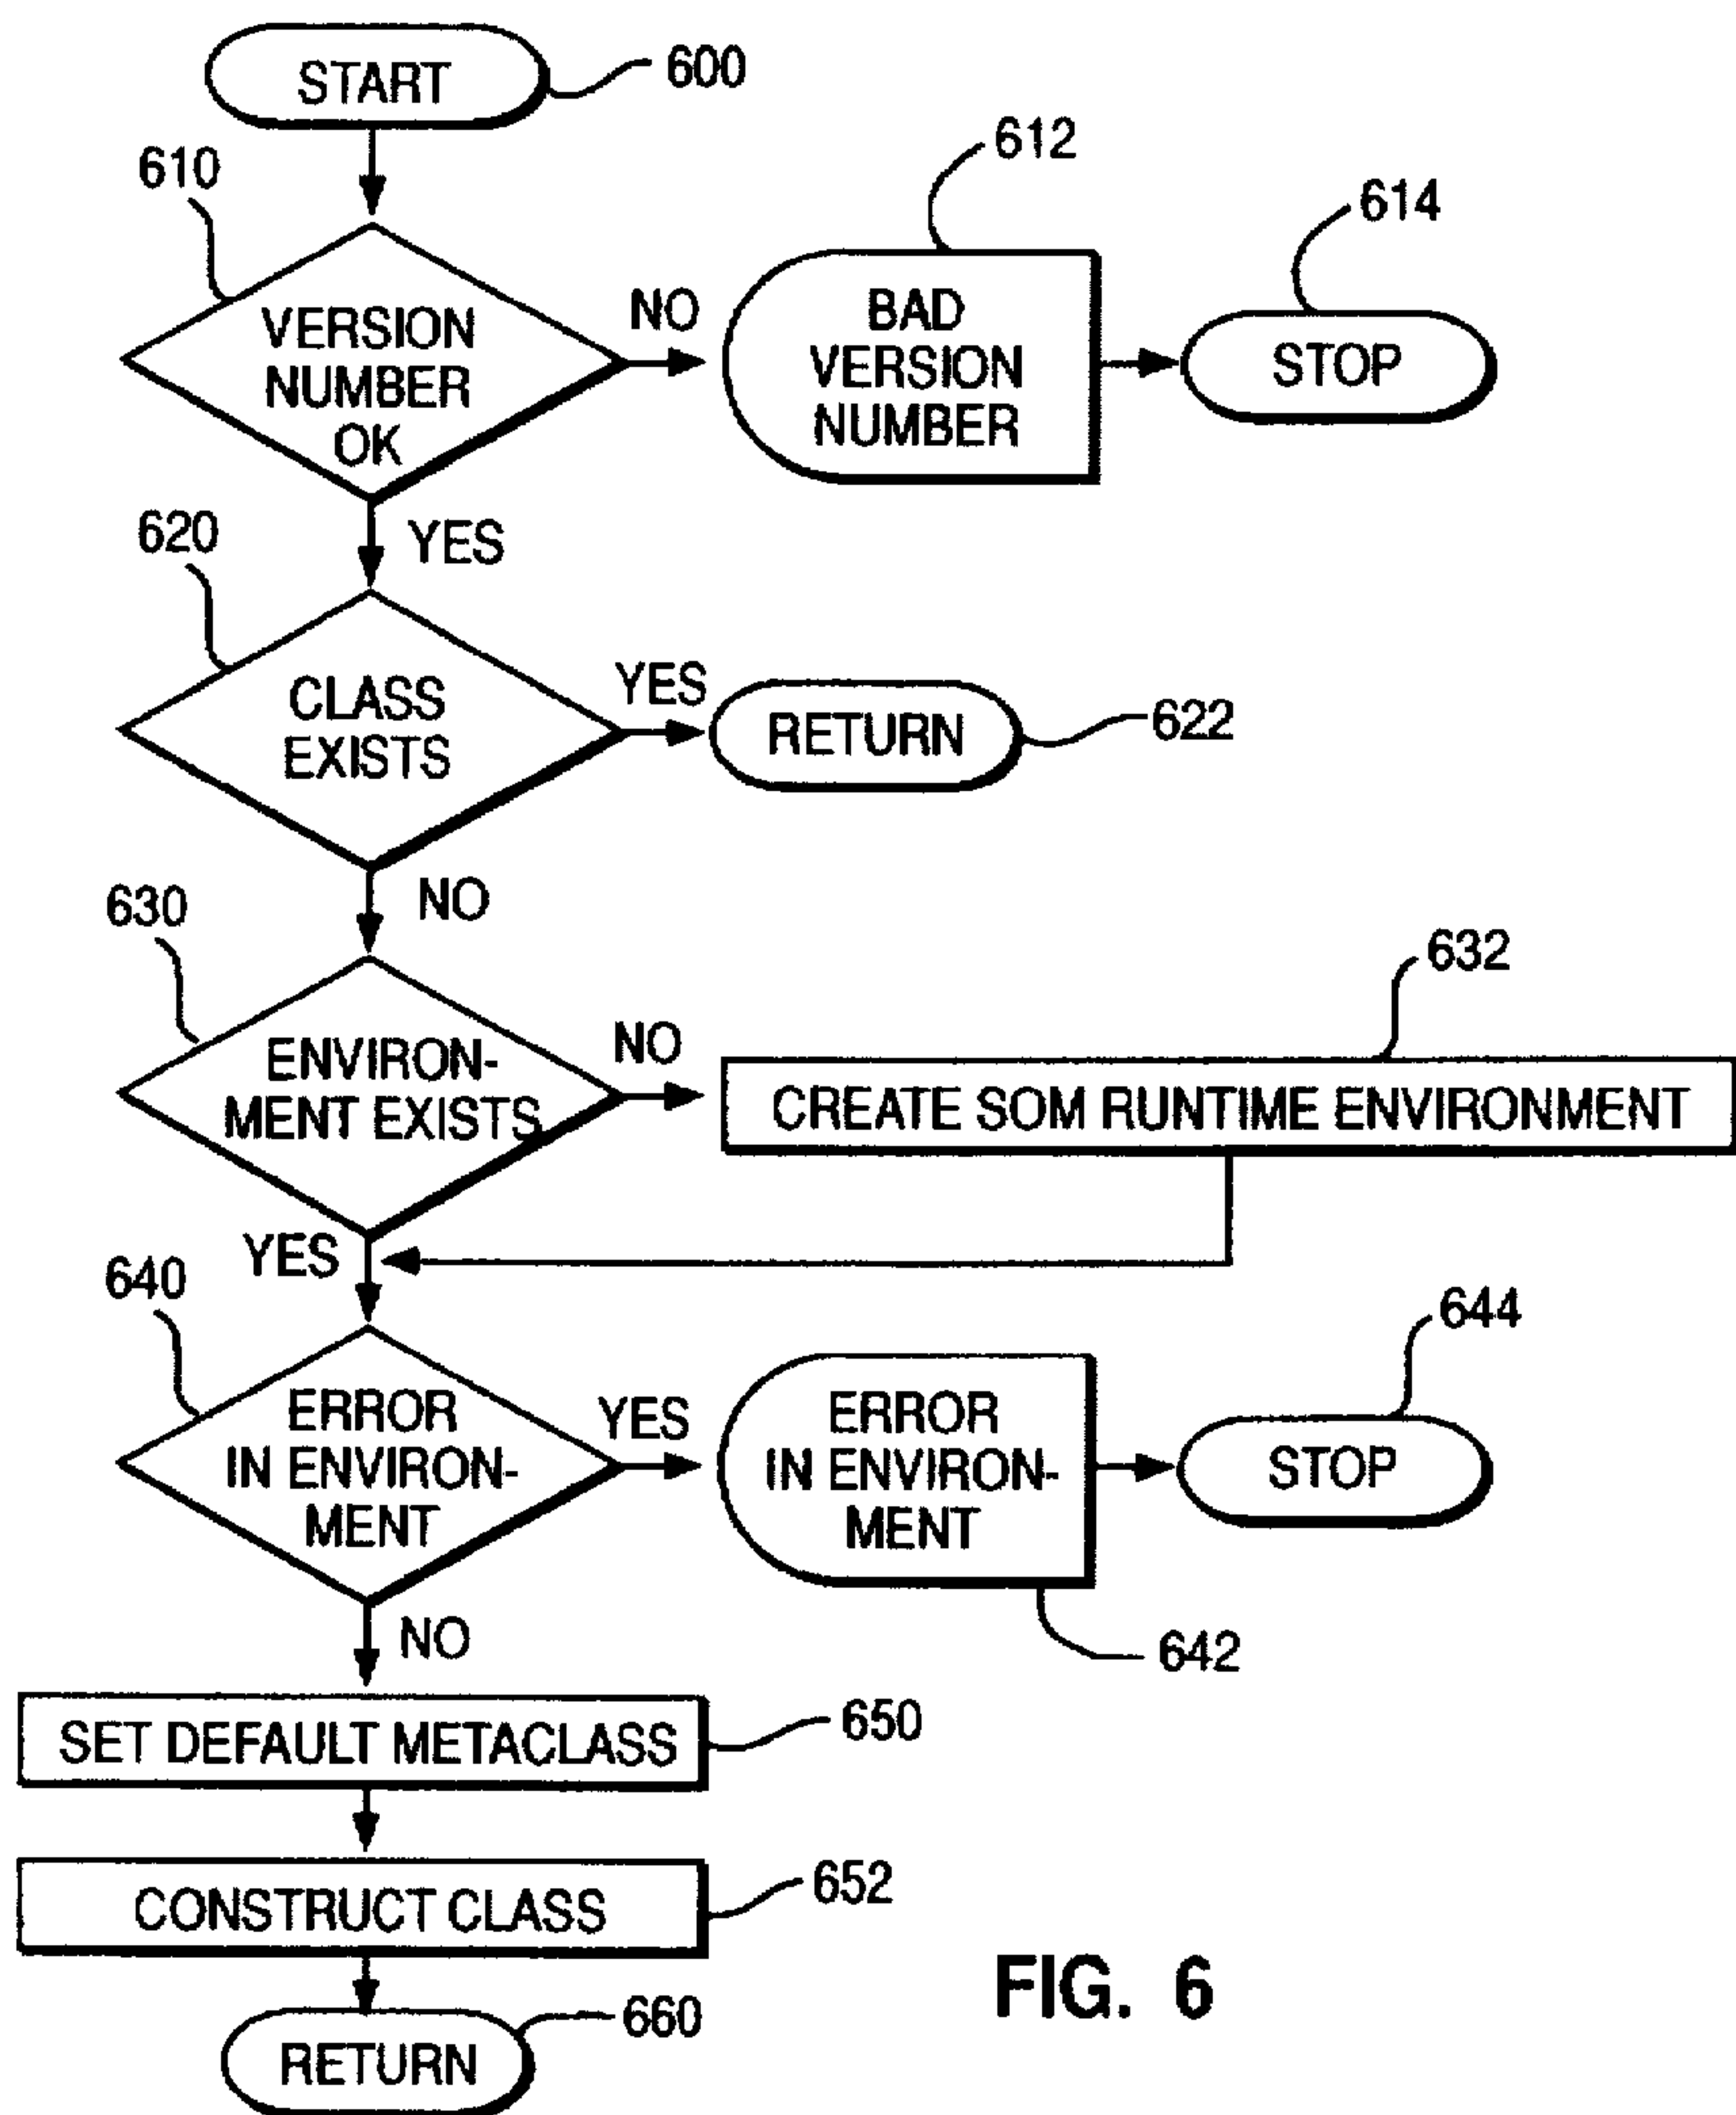 START
600
610
612
614
VERSION
NUMBER
OK
NO
BAD
VERSION
NUMBER
STOP
YES
620
CLASS
EXISTS
YES
RETURN
622
NO
630
632
ENVIRON-
MENT EXISTS
NO
CREATE SOM RUNTIME ENVIRONMENT
YES
640
644
ERROR
IN ENVIRON-
MENT
YES
ERROR
IN ENVIRON-
MENT
STOP
642
NO
SET DEFAULT METACLASS
650
CONSTRUCT CLASS
652
RETURN
660
FIG. 6